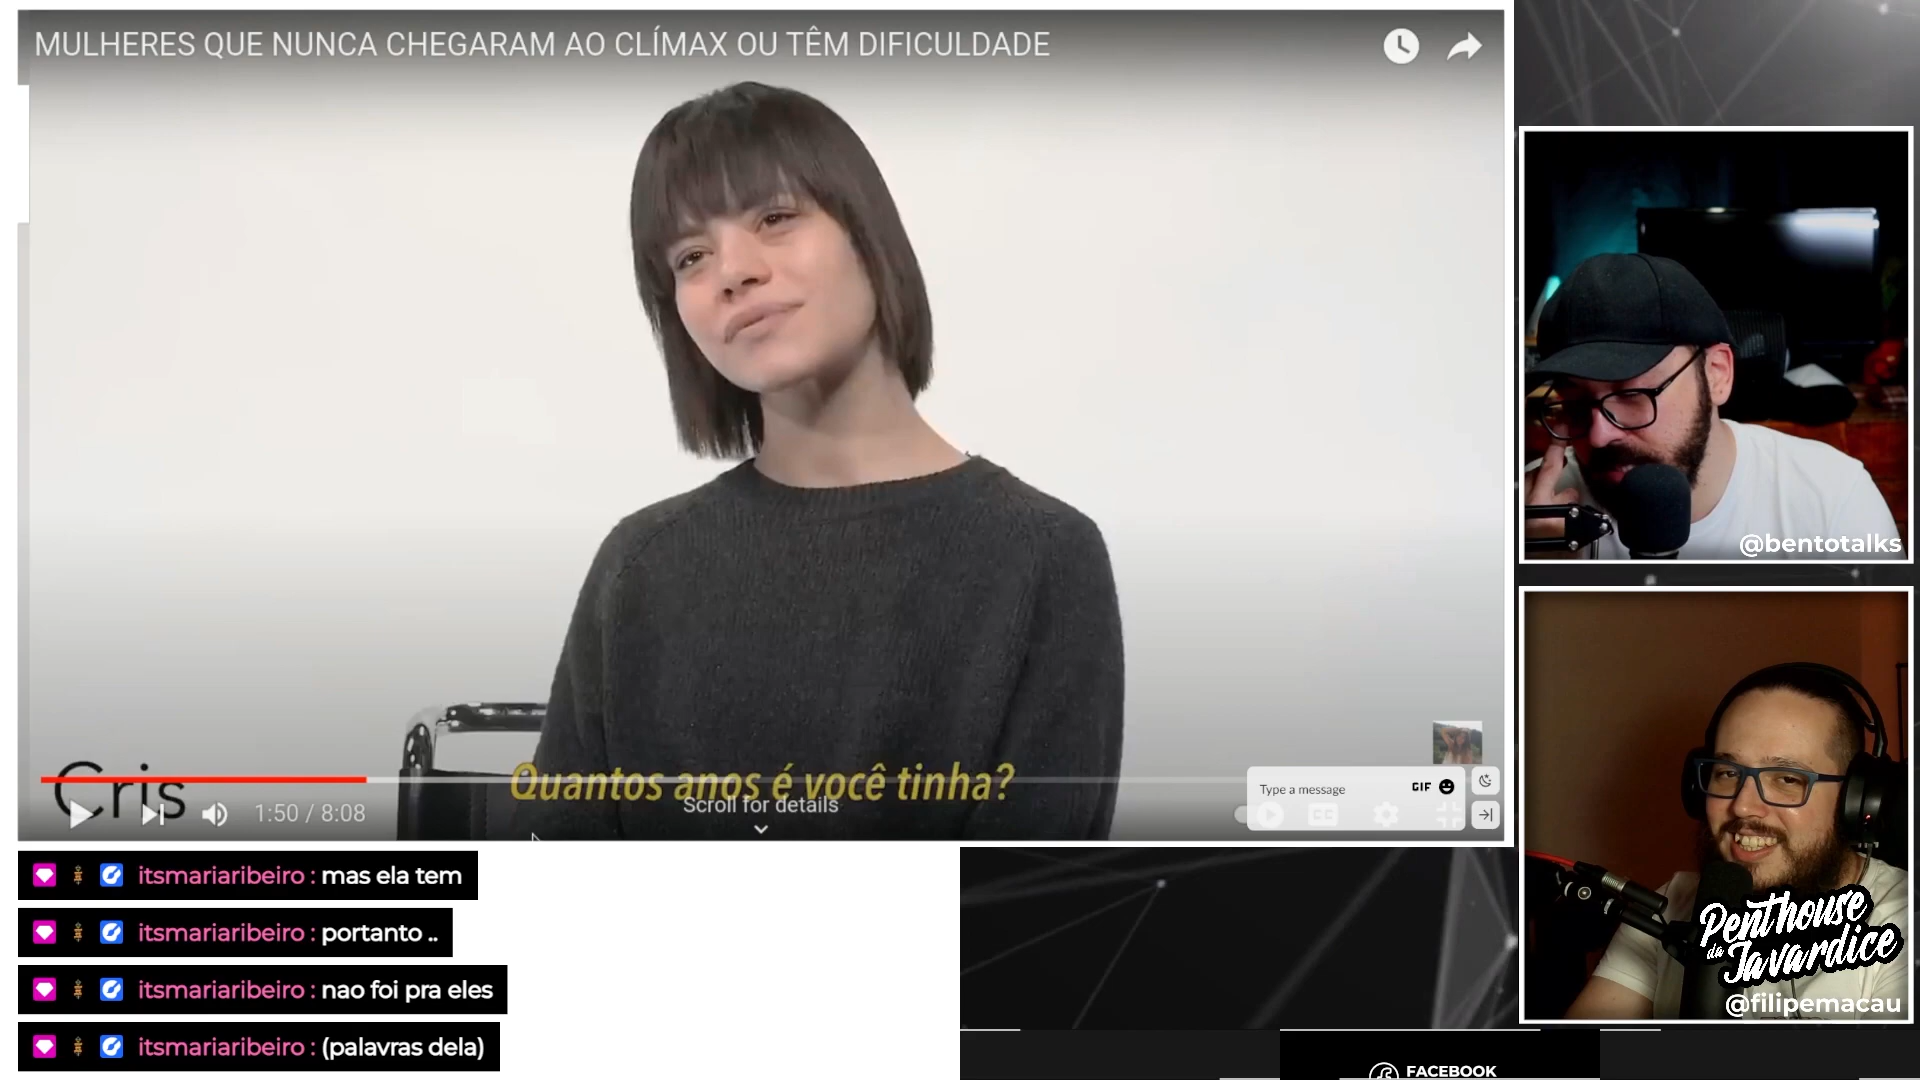 MULHERES QUE NUNCA CHEGARAM AO CLÍMAX OU TÊM DIFICULDADE
@bentotalks
Cris
Quantos anos é você tinha?
Scroll for details
1:50 / 8:08
Type a message
GIF
CC
itsmariaribeiro : mas ela tem
itsmariaribeiro : portanto ..
itsmariaribeiro : nao foi pra eles
itsmariaribeiro : (palavras dela)
Penthouse
da Javardice
@filipemacau
FACEBOOK